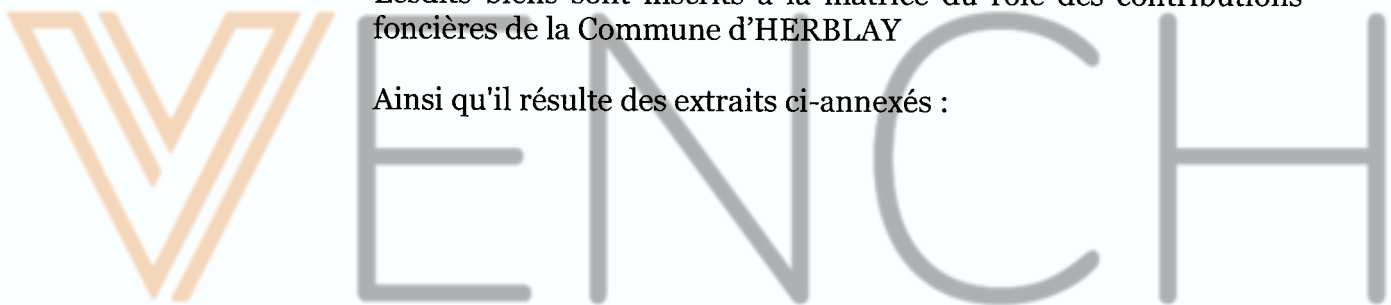 Lesdits biens sont inscrits à la matrice du rôle des contributions
foncières de la Commune d'HERBLAY
Ainsi qu'il résulte des extraits ci-annexés :
VENCH